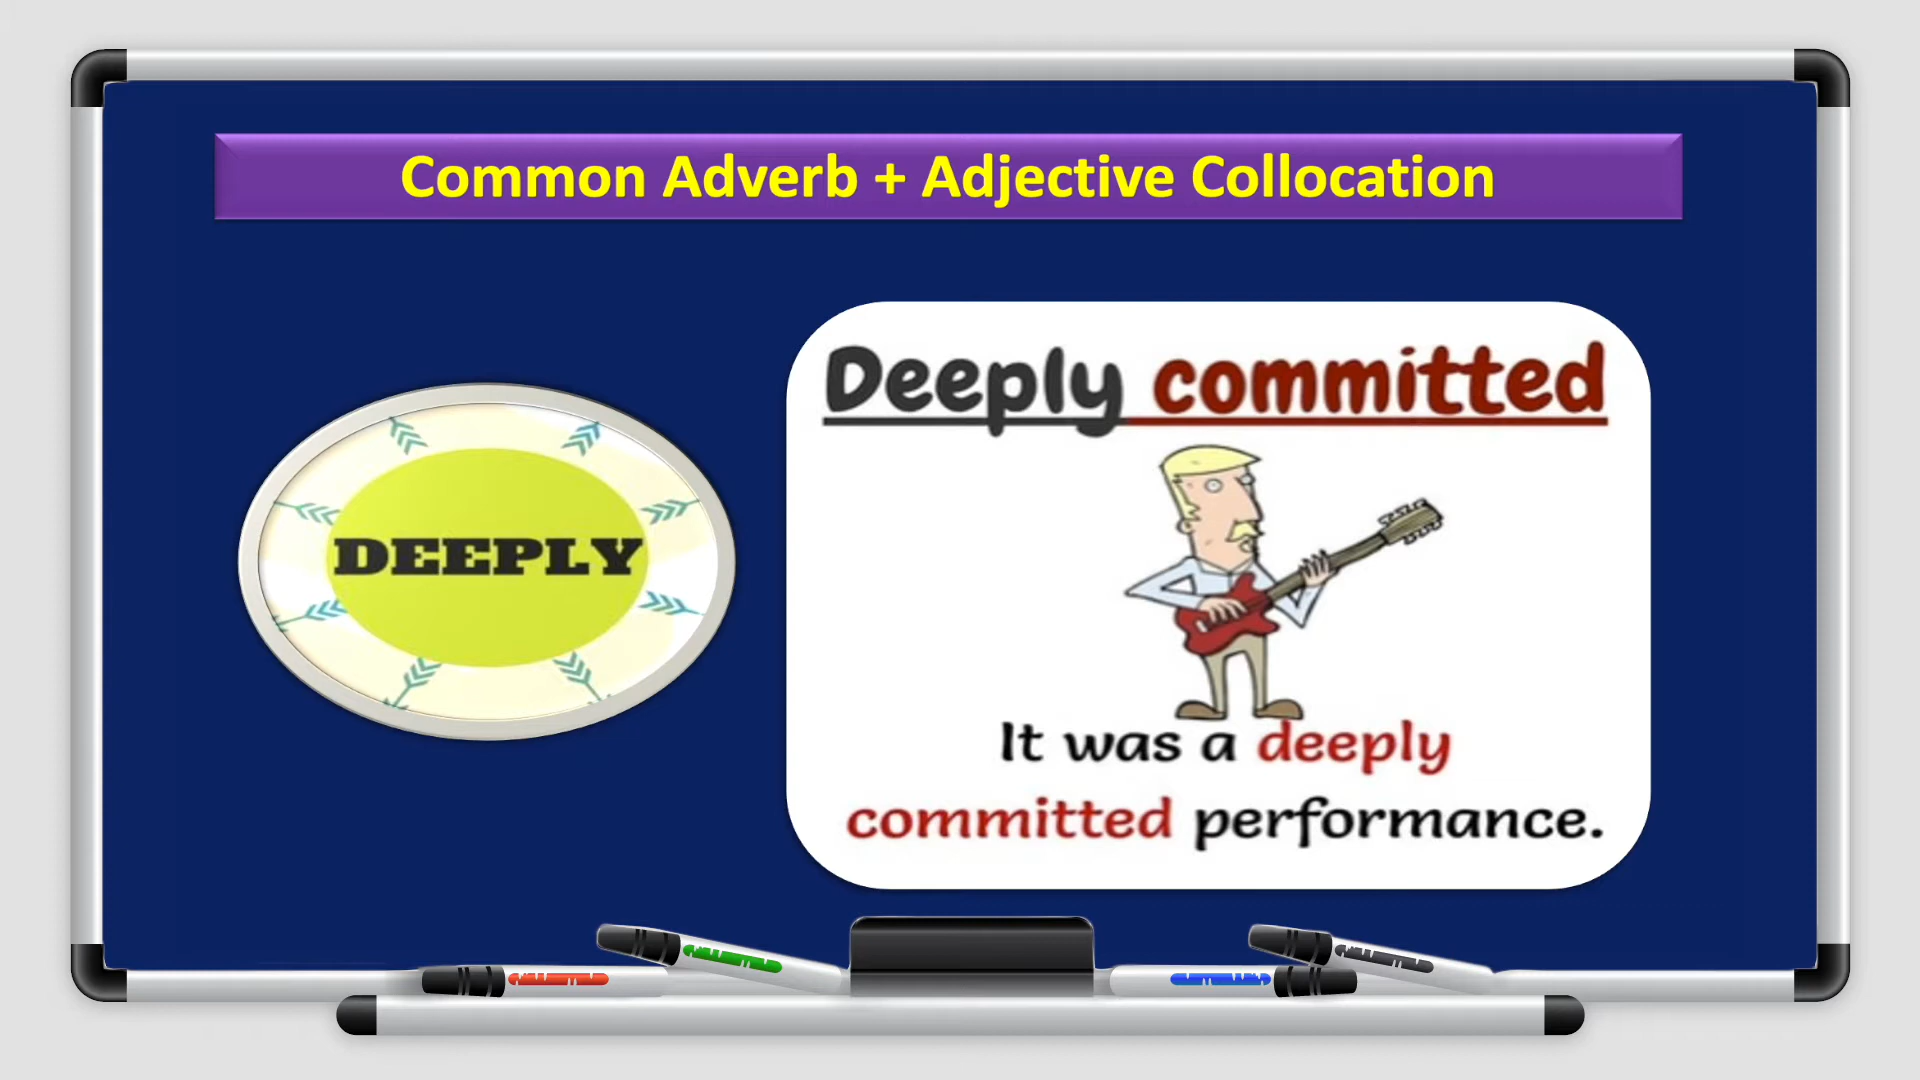 Common Adverb + Adjective Collocation
DEEPLY
Deeply committed
It was a deeply
committed performance.